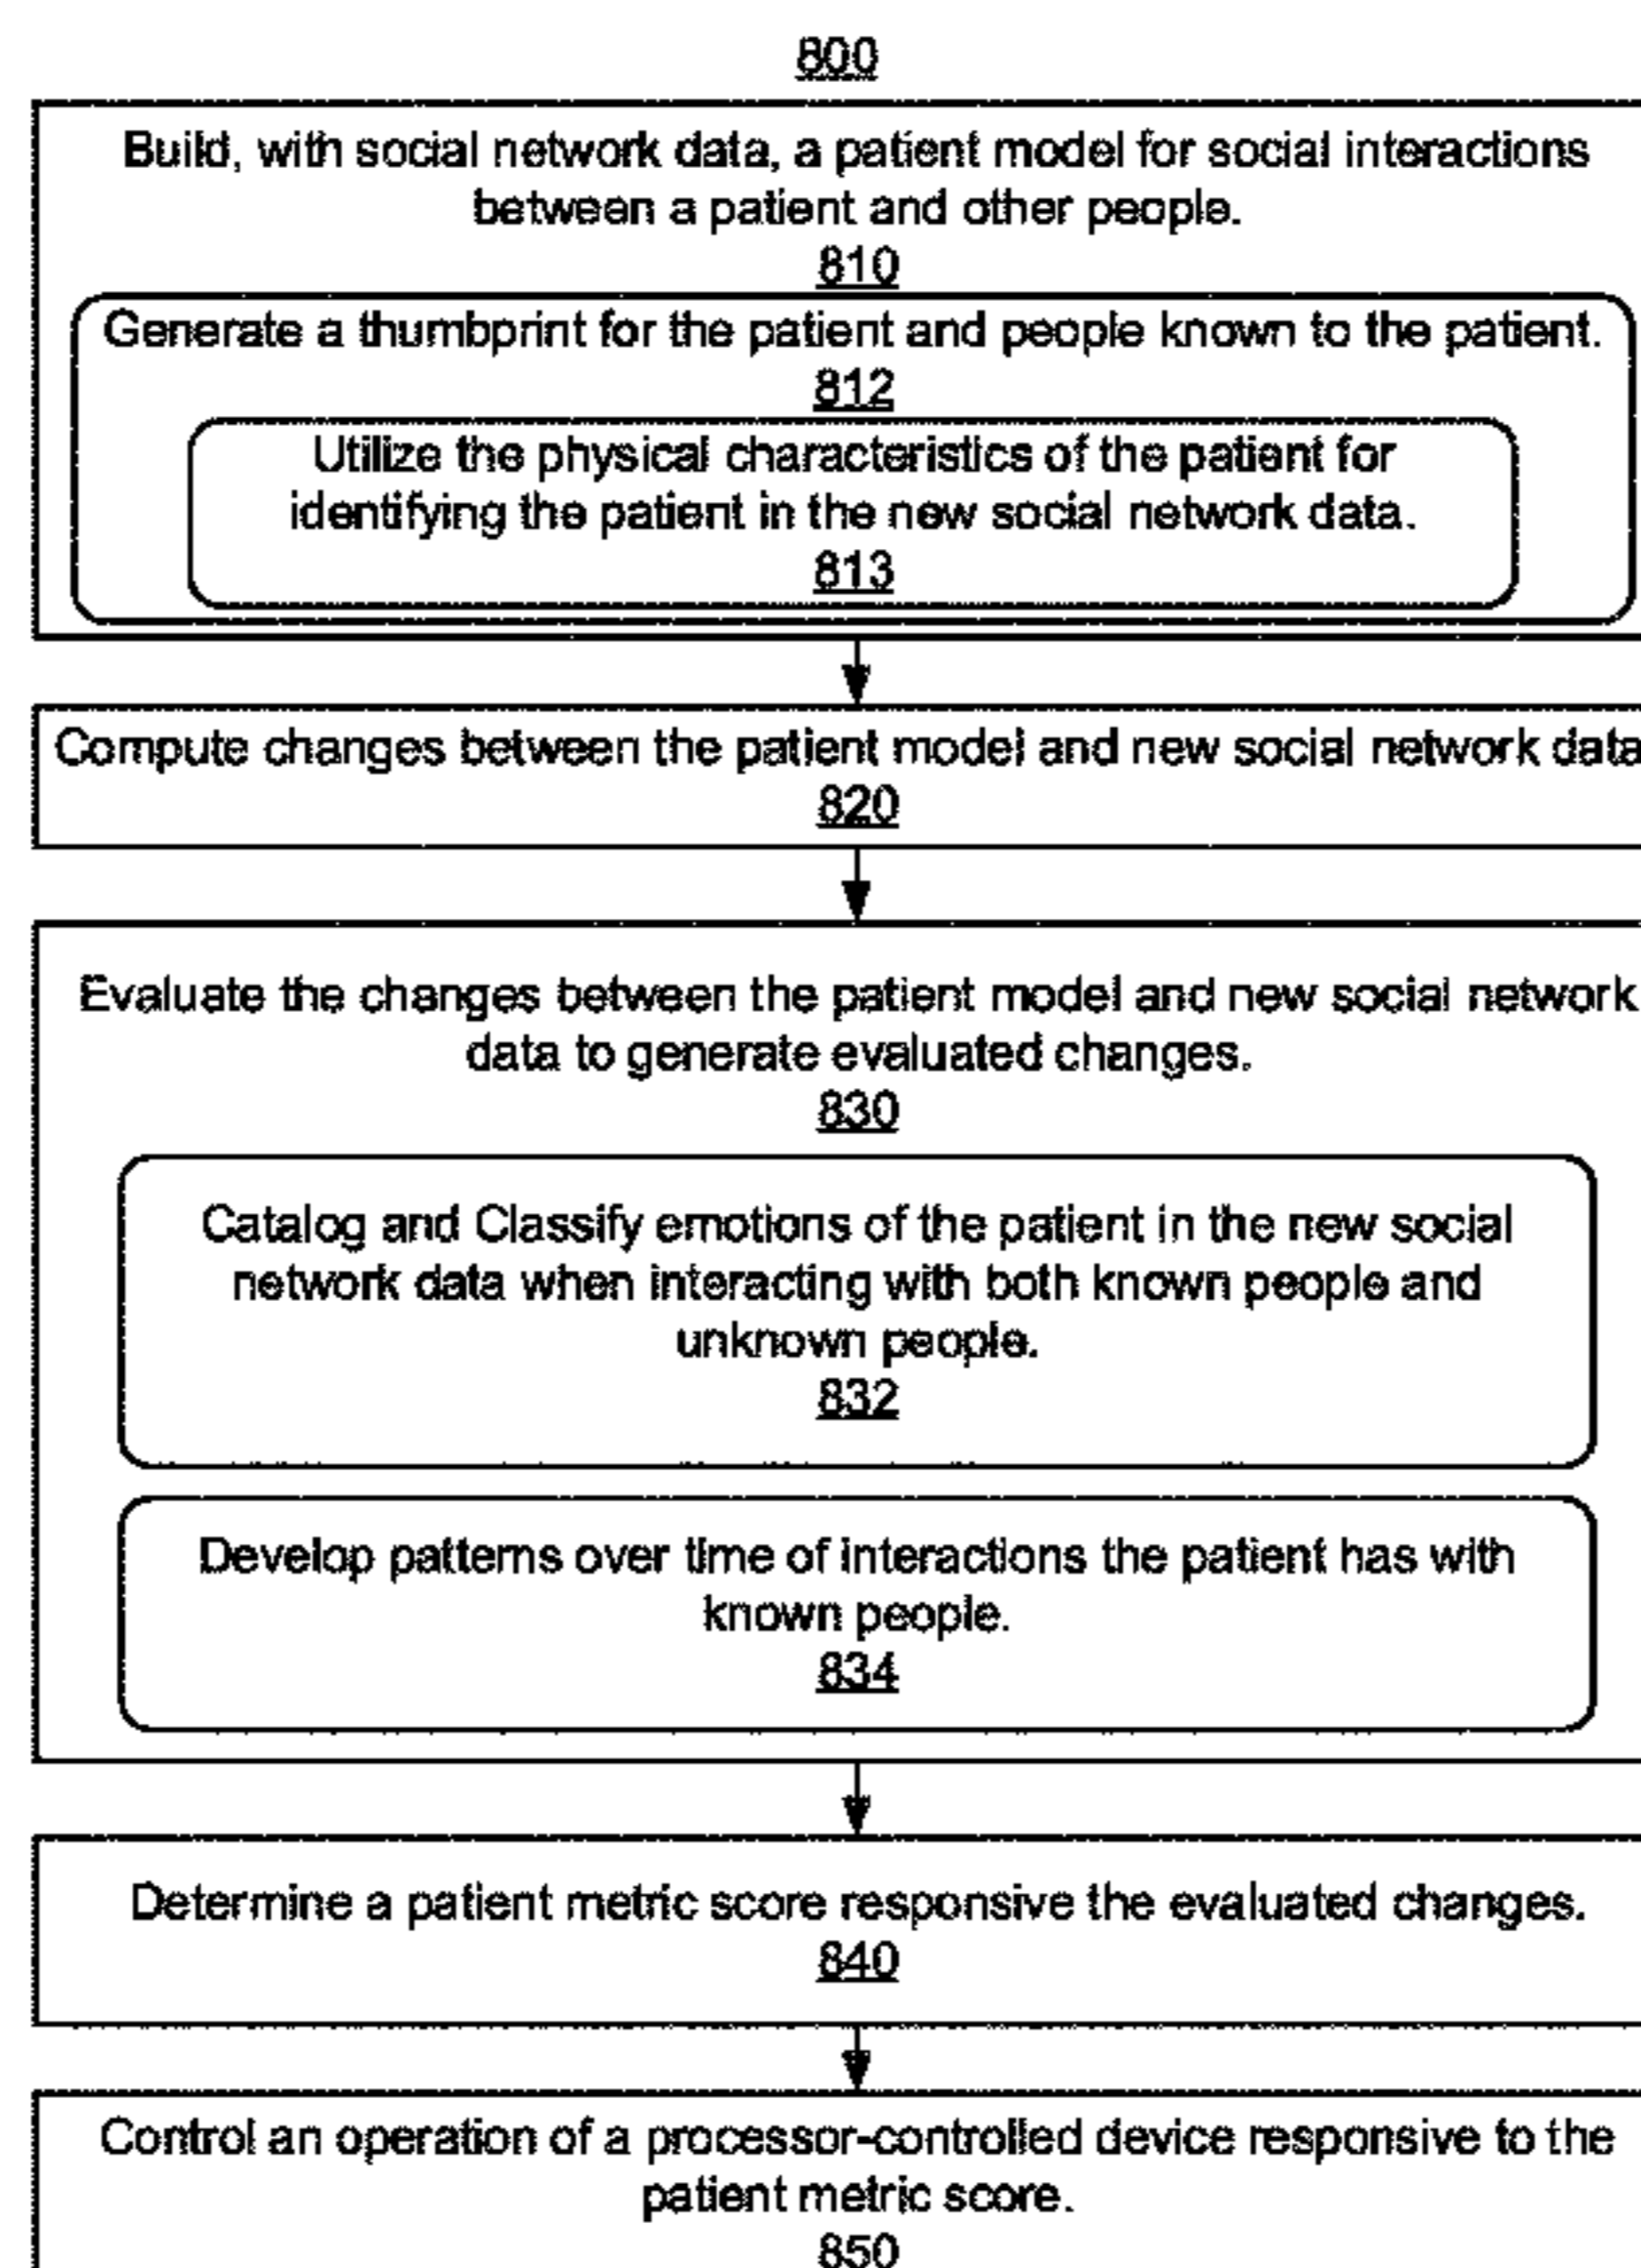 800
Build, with social network data, a patient model for social interactions
between a patient and other people.
810
Generate a thumbprint for the patient and people known to the patient.
812
Utilize the physical characteristics of the patient for
identifying the patient in the new social network data.
813
Compute changes between the patient model and new social network data
820
Evaluate the changes between the patient model and new social network
data to generate evaluated changes.
830
Catalog and Classify emotions of the patient in the new social
network data when interacting with both known people and
unknown people.
832
Develop patterns over time of interactions the patient has with
known people.
834
Determine a patient metric score responsive the evaluated changes.
840
Control an operation of a processor-controlled device responsive to the
patient metric score.
850